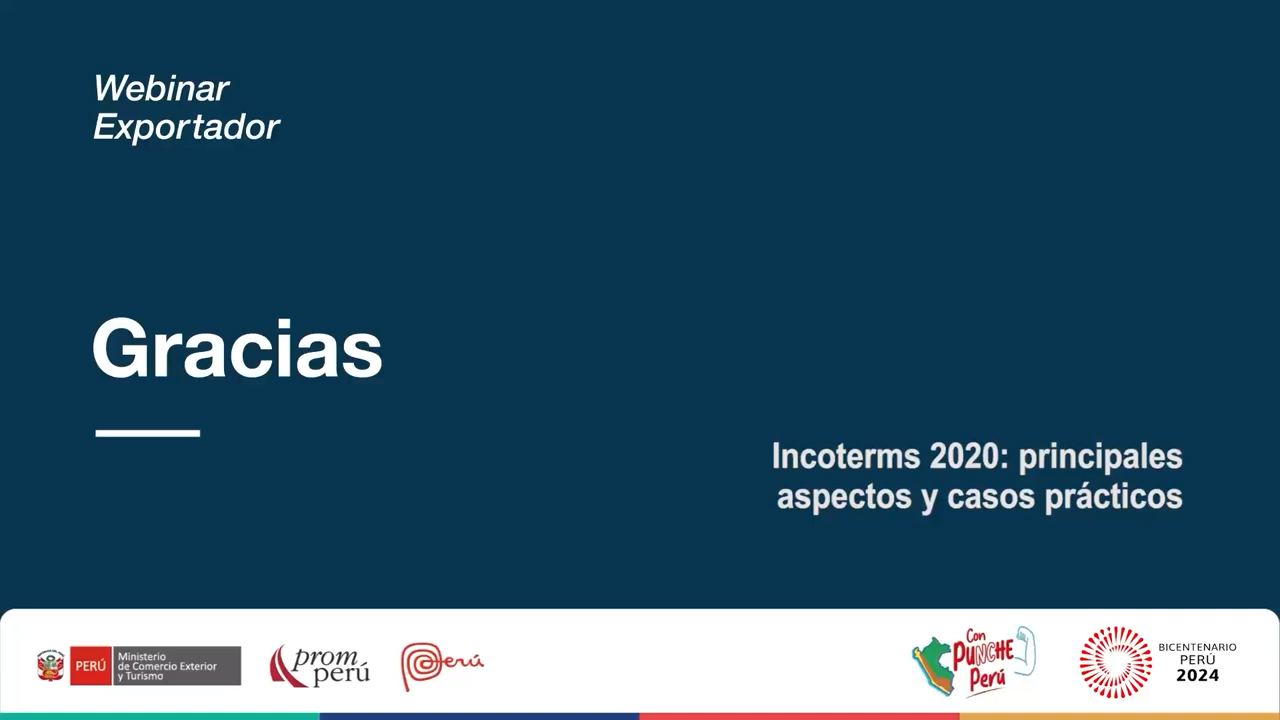 Webinar
Exportador
Gracias
Incoterms 2020: principales
aspectos y casos prácticos
PERÚ
Ministerio
de Comercio Exterior
y Turismo
prom
perú
Perú
Con
PUNCHE
Perú
BICENTENARIO
PERÚ
2024